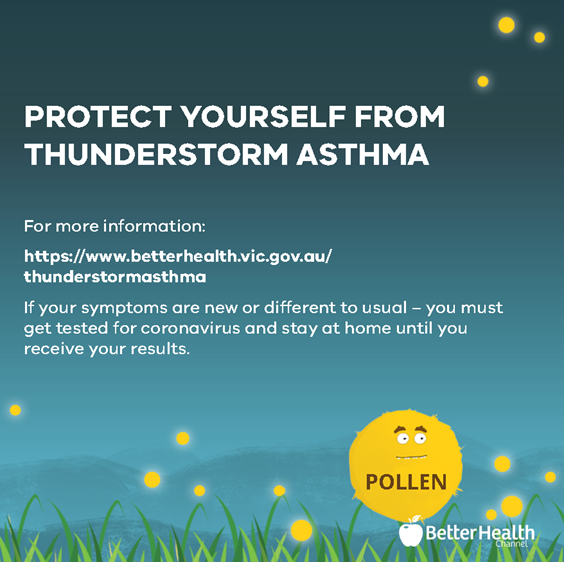 PROTECT YOURSELF FROM
THUNDERSTORM ASTHMA
For more information:
https://www.betterhealth.vic.gov.au/
thunderstormasthma
If your symptoms are new or different to usual – you must
get tested for coronavirus and stay at home until you
receive your results.
POLLEN
BetterHealth
Channel